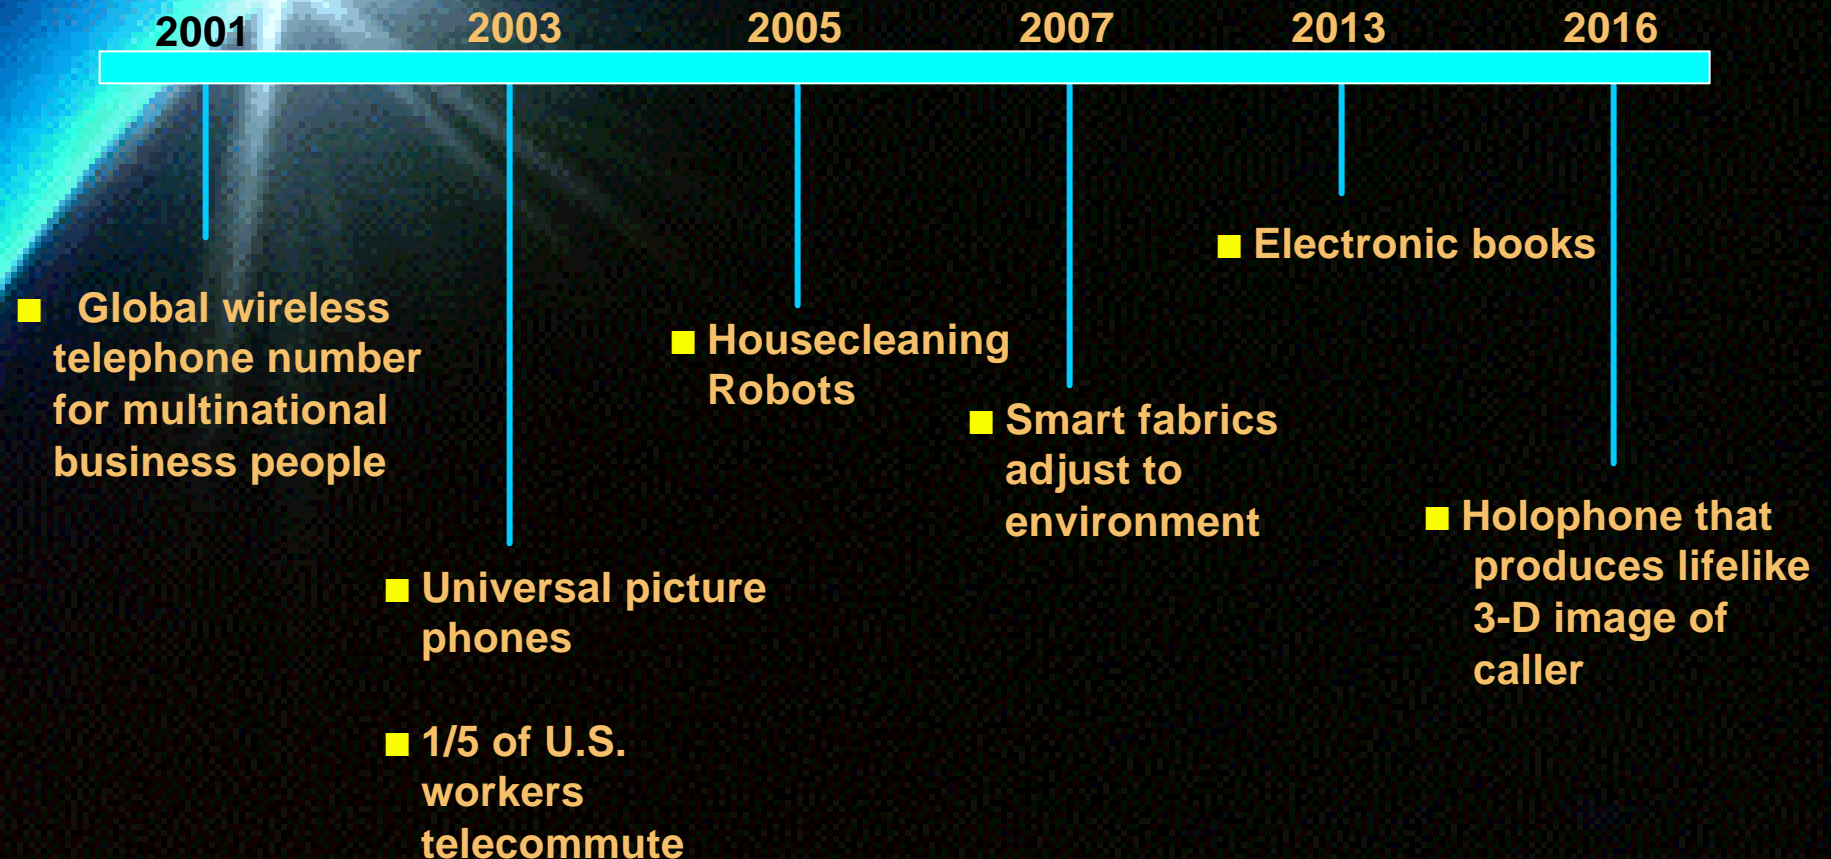 2001 2003 2005 2007 2013 2016
■ Global wireless
telephone number
for multinational
business people
■ Universal picture
phones
■ 1/5 of U.S.
workers
telecommute
■ Housecleaning
Robots
■ Smart fabrics
adjust to
environment
■ Electronic books
■ Holophone that
produces lifelike
3-D image of
caller